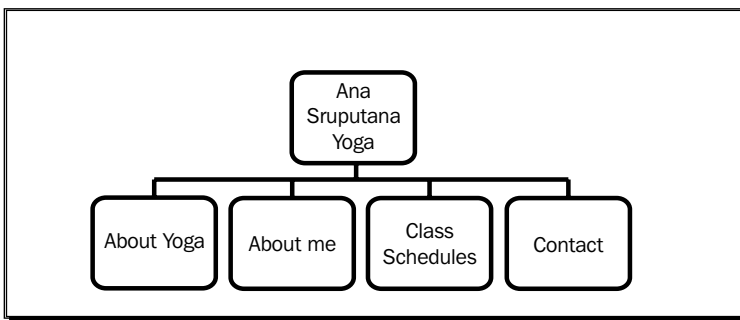 Ana
Sruputana
Yoga
About Yoga
About me
Class
Schedules
Contact